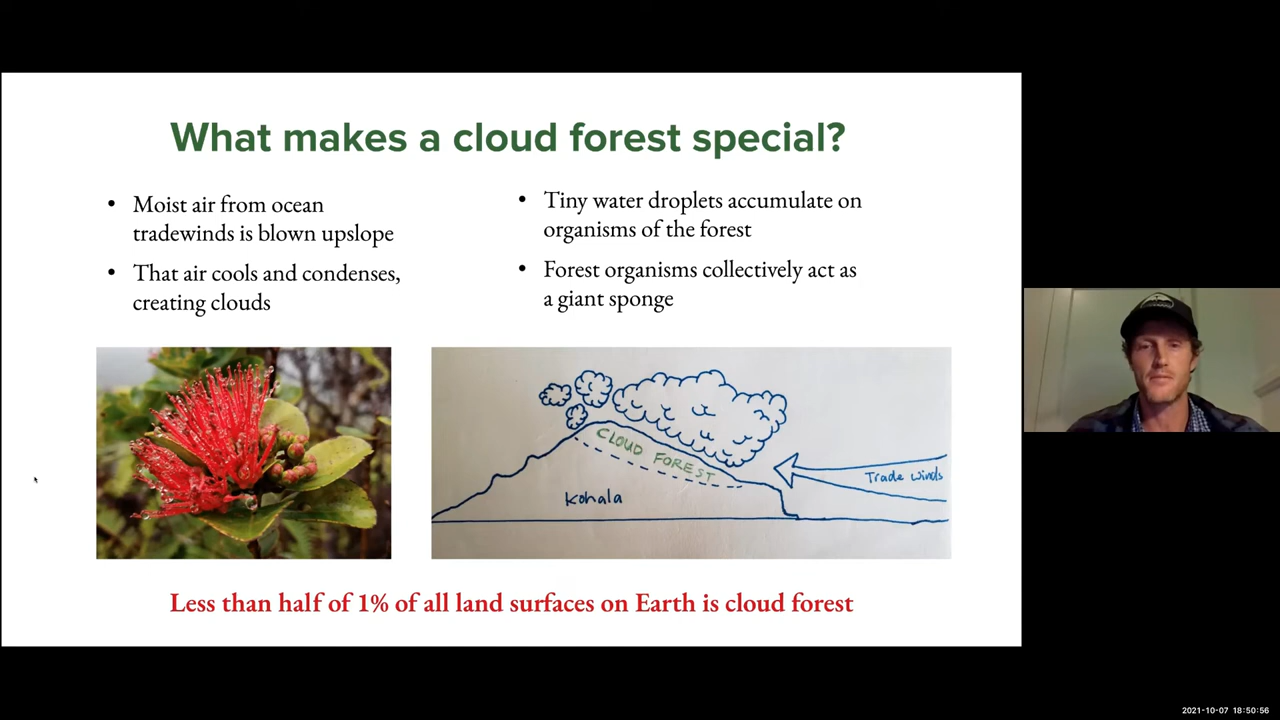 What makes a cloud forest special?
• Moist air from ocean
tradewinds is blown upslope
• That air cools and condenses,
creating clouds
• Tiny water droplets accumulate on
organisms of the forest
• Forest organisms collectively act as
a giant sponge
CLOUD FOREST
Trade winds
Kohala
Less than half of 1% of all land surfaces on Earth is cloud forest
2021-10-07 18:50:56